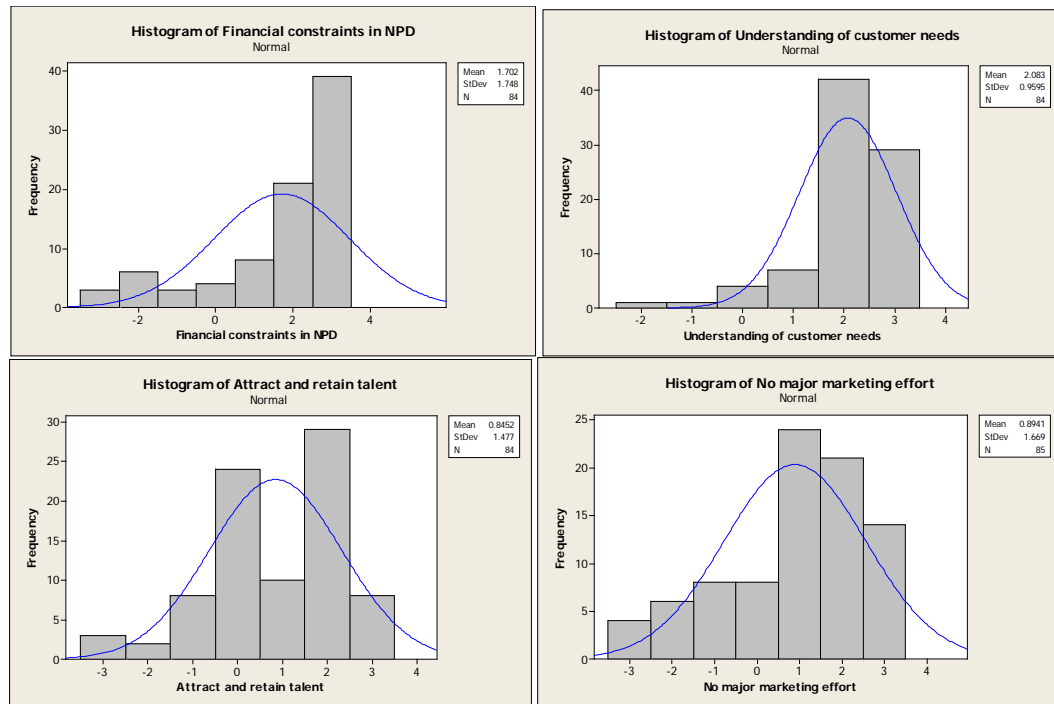 Histogram of Financial constraints in NPD
Normal
Mean 1.702
StDev 1.748
N 84
40
30
20
10
0
Frequency
-2 0 2 4
Financial constraints in NPD
Histogram of Understanding of customer needs
Normal
Mean 2.083
StDev 0.9595
N 84
40
30
20
10
0
Frequency
-2 -1 0 1 2 3 4
Understanding of customer needs
Histogram of Attract and retain talent
Normal
Mean 0.8452
StDev 1.477
N 84
30
25
20
15
10
5
0
Frequency
-3 -2 -1 0 1 2 3 4
Attract and retain talent
Histogram of No major marketing effort
Normal
Mean 0.8941
StDev 1.669
N 85
25
20
15
10
5
0
Frequency
-3 -2 -1 0 1 2 3 4
No major marketing effort